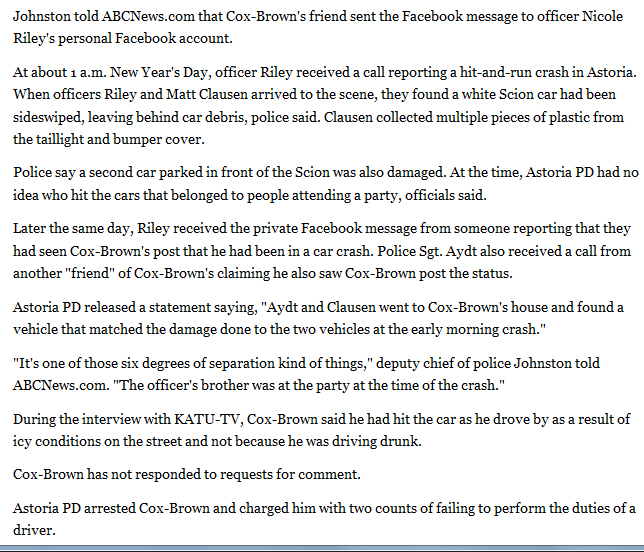 Johnston told ABCNews.com that Cox-Brown's friend sent the Facebook message to officer Nicole
Riley's personal Facebook account.
At about 1 a.m. New Year's Day, officer Riley received a call reporting a hit-and-run crash in Astoria.
When officers Riley and Matt Clausen arrived to the scene, they found a white Scion car had been
sideswiped, leaving behind car debris, police said. Clausen collected multiple pieces of plastic from
the taillight and bumper cover.
Police say a second car parked in front of the Scion was also damaged. At the time, Astoria PD had no
idea who hit the cars that belonged to people attending a party, officials said.
Later the same day, Riley received the private Facebook message from someone reporting that they
had seen Cox-Brown's post that he had been in a car crash. Police Sgt. Aydt also received a call from
another "friend" of Cox-Brown's claiming he also saw Cox-Brown post the status.
Astoria PD released a statement saying, "Aydt and Clausen went to Cox-Brown's house and found a
vehicle that matched the damage done to the two vehicles at the early morning crash."
"It's one of those six degrees of separation kind of things," deputy chief of police Johnston told
ABCNews.com. "The officer's brother was at the party at the time of the crash."
During the interview with KATU-TV, Cox-Brown said he had hit the car as he drove by as a result of
icy conditions on the street and not because he was driving drunk.
Cox-Brown has not responded to requests for comment.
Astoria PD arrested Cox-Brown and charged him with two counts of failing to perform the duties of a
driver.